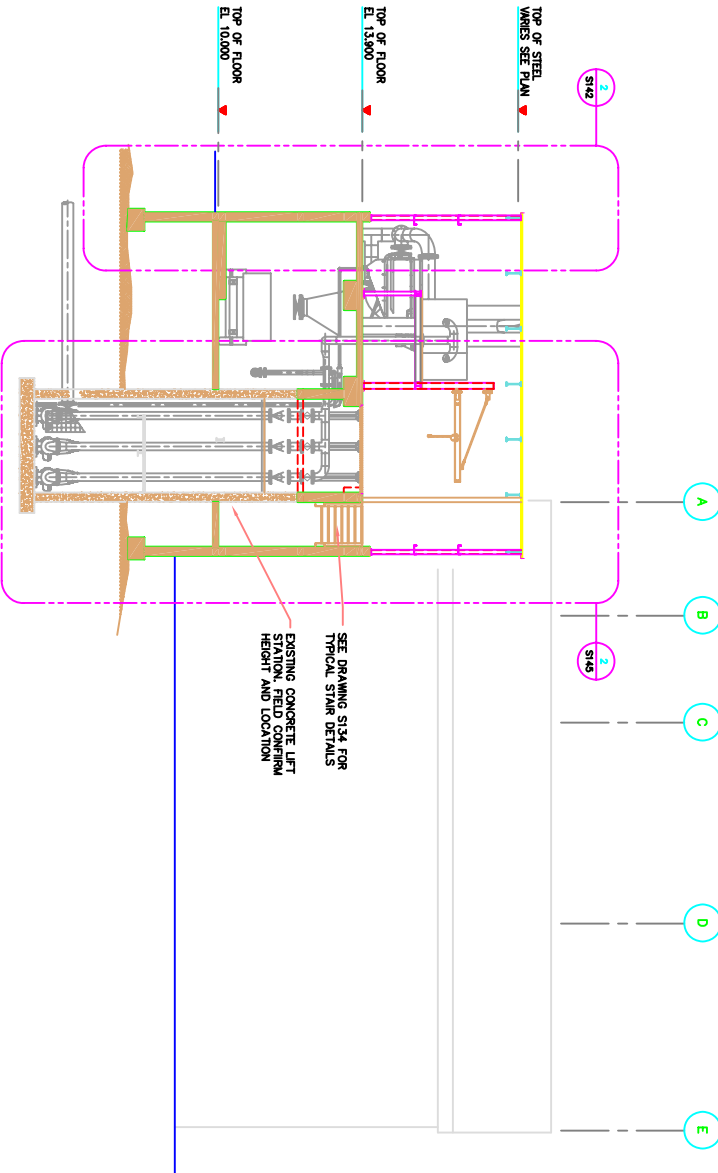 2
S142
TOP OF STEEL
VARIES SEE PLAN
TOP OF FLOOR
EL 13.900
TOP OF FLOOR
EL 10.000
A
B
C
D
E
2
S145
SEE DRAWING S134 FOR
TYPICAL STAIR DETAILS
EXISTING CONCRETE LIFT
STATION. FIELD CONFIRM
HEIGHT AND LOCATION